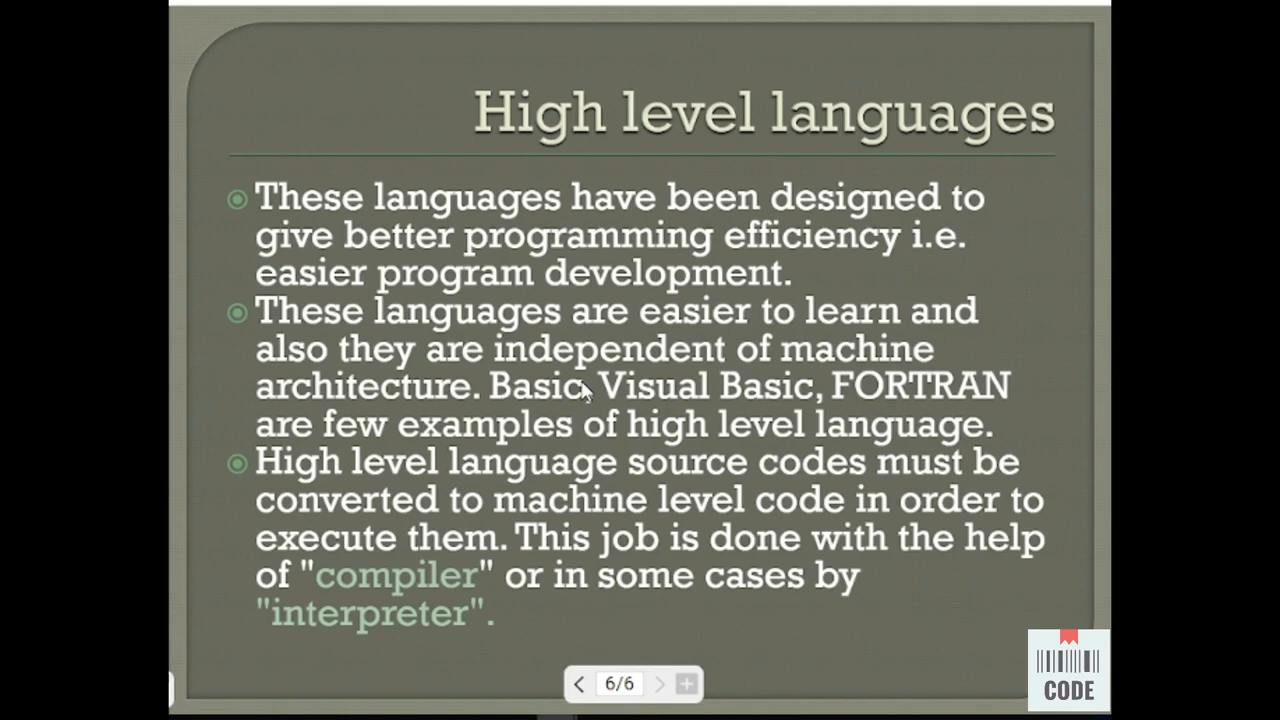 High level languages
These languages have been designed to
give better programming efficiency i.e.
easier program development.
These languages are easier to learn and
also they are independent of machine
architecture. Basic, Visual Basic, FORTRAN
are few examples of high level language.
High level language source codes must be
converted to machine level code in order to
execute them. This job is done with the help
of "compiler" or in some cases by
"interpreter".
6/6
CODE